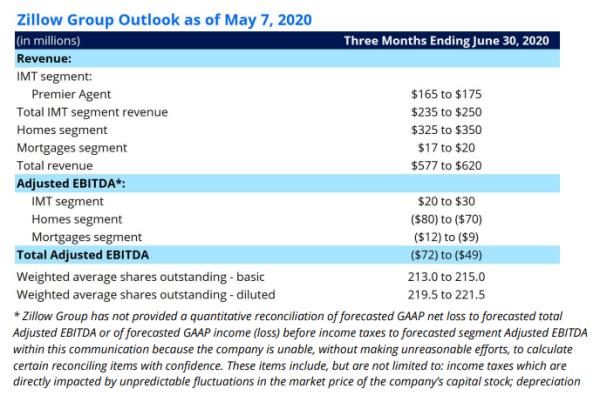 Zillow Group Outlook as of May 7, 2020
(in millions) Three Months Ending June 30, 2020
Revenue:
IMT segment:
Premier Agent $165 to $175
Total IMT segment revenue $235 to $250
Homes segment $325 to $350
Mortgages segment $17 to $20
Total revenue $577 to $620
Adjusted EBITDA*:
IMT segment $20 to $30
Homes segment ($80) to ($70)
Mortgages segment ($12) to ($9)
Total Adjusted EBITDA ($72) to ($49)
Weighted average shares outstanding - basic 213.0 to 215.0
Weighted average shares outstanding - diluted 219.5 to 221.5
* Zillow Group has not provided a quantitative reconciliation of forecasted GAAP net loss to forecasted total
Adjusted EBITDA or of forecasted GAAP income (loss) before income taxes to forecasted segment Adjusted EBITDA
within this communication because the company is unable, without making unreasonable efforts, to calculate
certain reconciling items with confidence. These items include, but are not limited to: income taxes which are
directly impacted by unpredictable fluctuations in the market price of the company's capital stock; depreciation